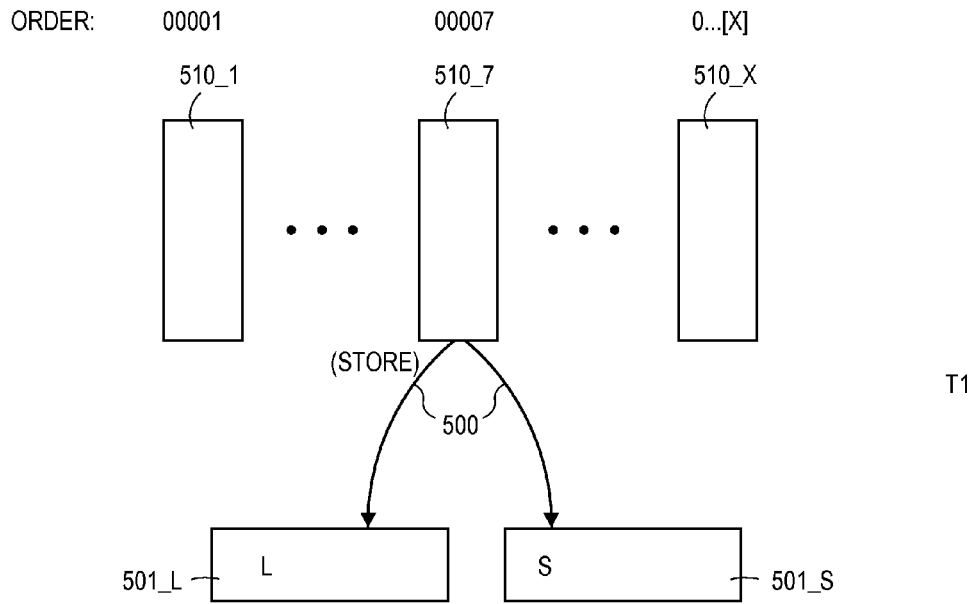 ORDER: 00001 00007 0...[X]
510_1 510_7 510_X
(STORE)
T1
500
501_L L S 501_S